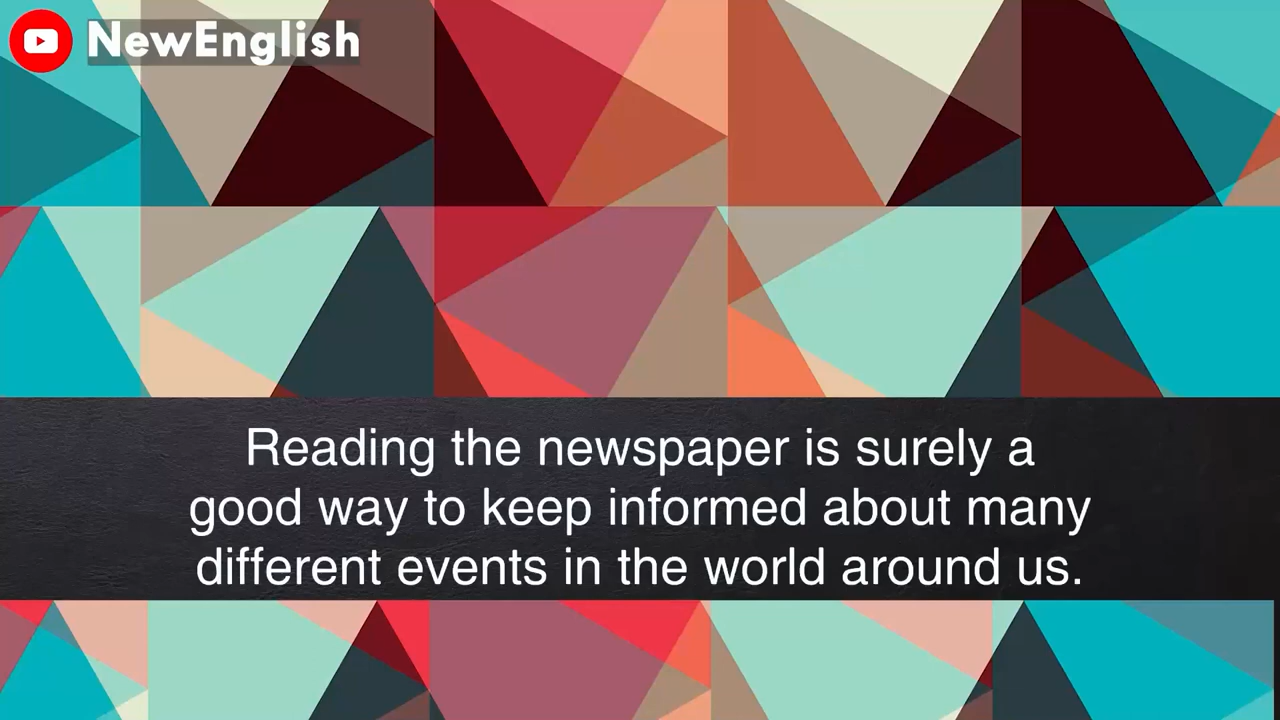 NewEnglish
Reading the newspaper is surely a
good way to keep informed about many
different events in the world around us.